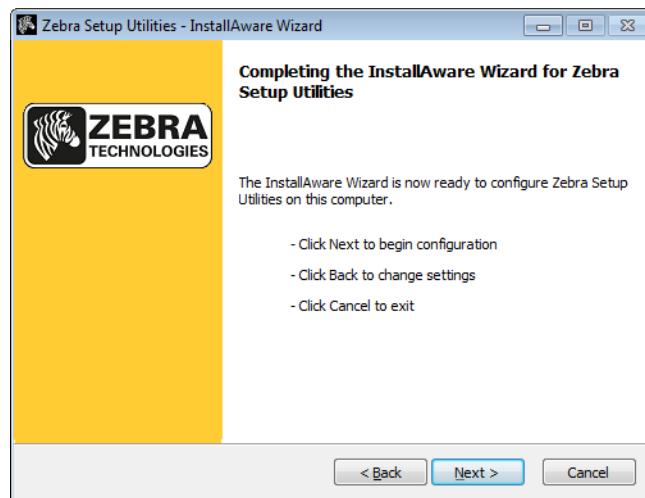 Zebra Setup Utilities - InstallAware Wizard
Completing the InstallAware Wizard for Zebra
Setup Utilities
ZEBRA
TECHNOLOGIES
The InstallAware Wizard is now ready to configure Zebra Setup
Utilities on this computer.
- Click Next to begin configuration
- Click Back to change settings
- Click Cancel to exit
< Back
Next >
Cancel